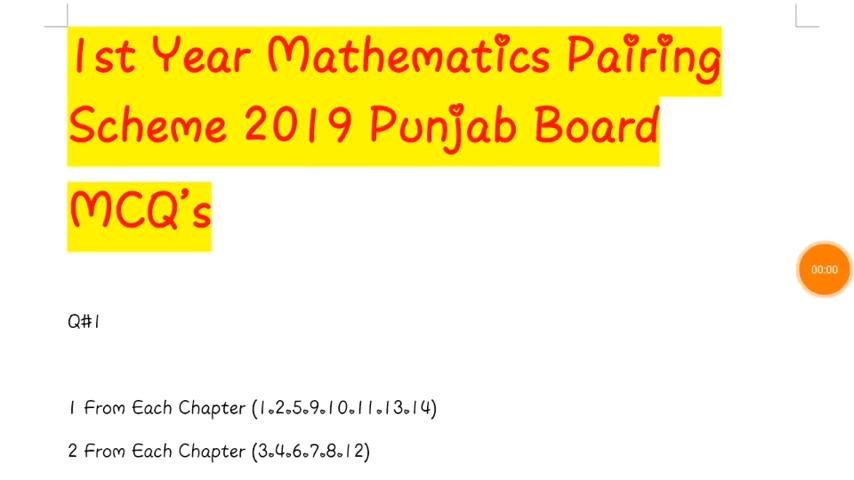 1st Year Mathematics Pairing
Scheme 2019 Punjab Board
MCQ's
00:00
Q#1
1 From Each Chapter (1.2.5.9.10.11.13.14)
2 From Each Chapter (3.4.6.7.8.12)